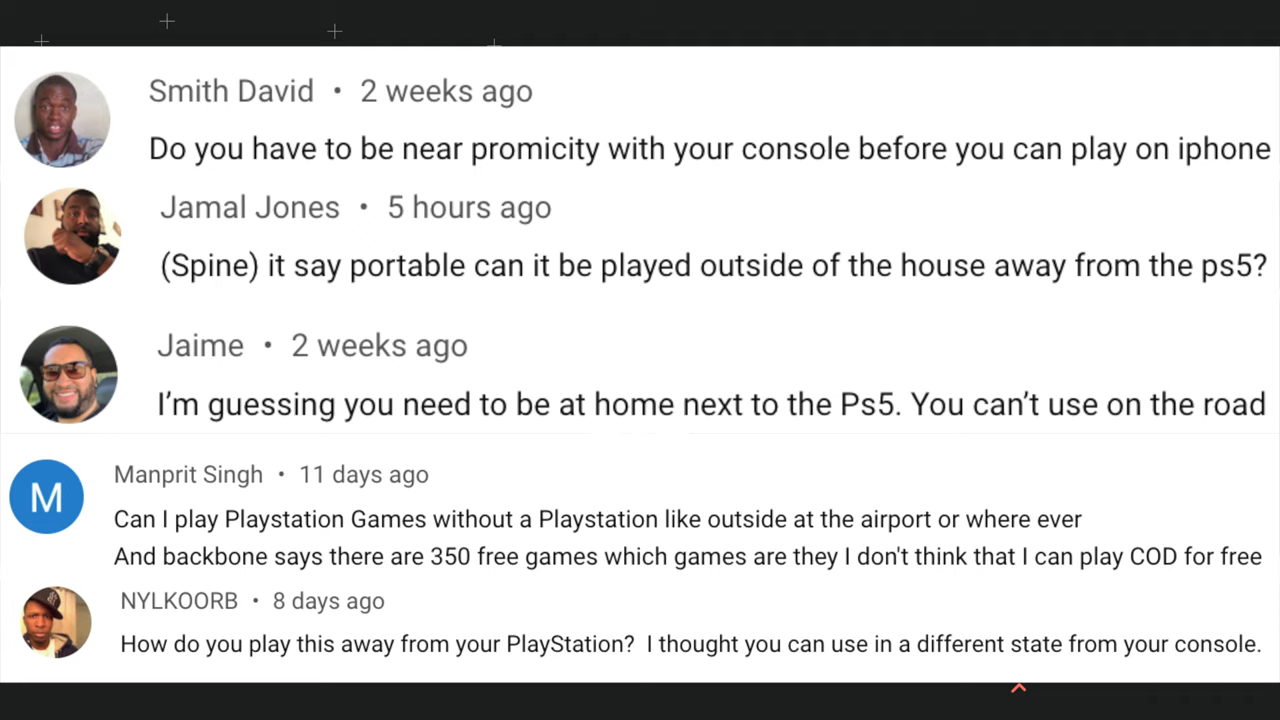 Smith David • 2 weeks ago
Do you have to be near promicity with your console before you can play on iphone
Jamal Jones • 5 hours ago
(Spine) it say portable can it be played outside of the house away from the ps5?
Jaime • 2 weeks ago
I’m guessing you need to be at home next to the Ps5. You can’t use on the road
M
Manprit Singh • 11 days ago
Can I play Playstation Games without a Playstation like outside at the airport or where ever
And backbone says there are 350 free games which games are they I don't think that I can play COD for free
NYLKOORB • 8 days ago
How do you play this away from your PlayStation? I thought you can use in a different state from your console.